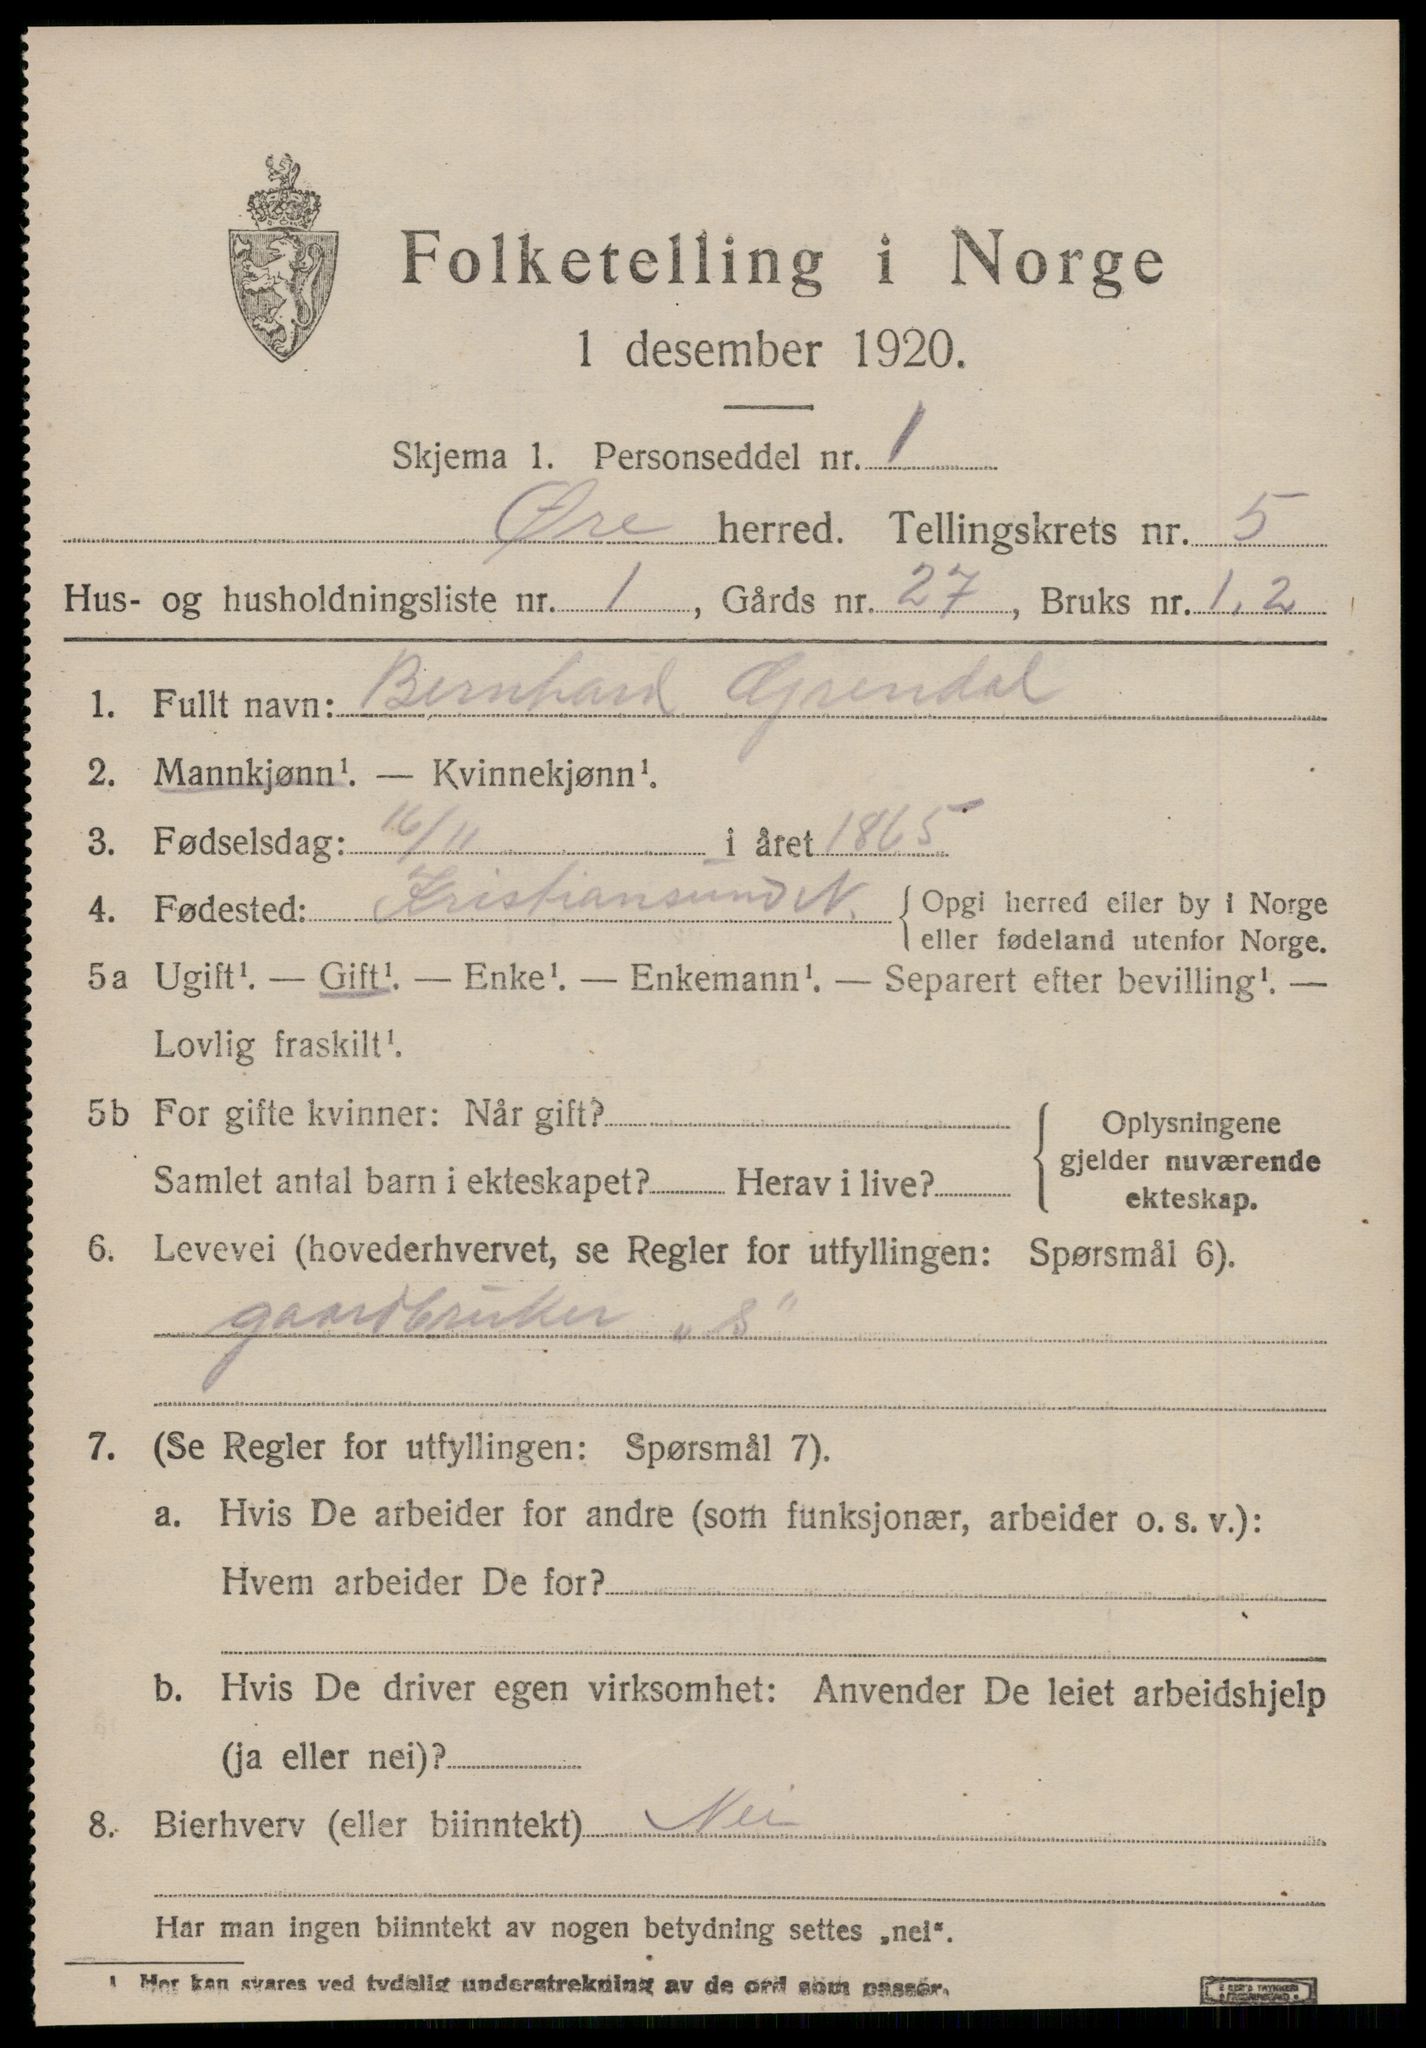 Folketelling i Norge
1 desember 1920.
Skjema 1. Personseddel nr. 1
Øre herred. Tellingskrets nr. 5
Hus- og husholdningsliste nr. 1, Gårds nr. 27, Bruks nr. 1, 2
1. Fullt navn: Bernhard Grendal
2. Mannkjønn¹. — Kvinnekjønn¹.
3. Fødselsdag: 16/11 i året 1865
4. Fødested: Kristiansund N. { Opgi herred eller by i Norge
eller fødeland utenfor Norge.
5a Ugift¹. — Gift¹. — Enke¹. — Enkemann¹. — Separert efter bevilling¹. —
Lovlig fraskilt¹.
5b For gifte kvinner: Når gift?
Samlet antal barn i ekteskapet? Herav i live?
Oplysningene
gjelder nuværende
ekteskap.
6. Levevei (hovederhvervet, se Regler for utfyllingen: Spørsmål 6).
gaardbruker „S"
7. (Se Regler for utfyllingen: Spørsmål 7).
a. Hvis De arbeider for andre (som funksjonær, arbeider o. s. v.):
Hvem arbeider De for?
b. Hvis De driver egen virksomhet: Anvender De leiet arbeidshjelp
(ja eller nei)?
8. Bierhverv (eller biinntekt) Nei
Har man ingen biinntekt av nogen betydning settes „nei“.
1 Her kan svares ved tydelig understrekning av de ord som passer.